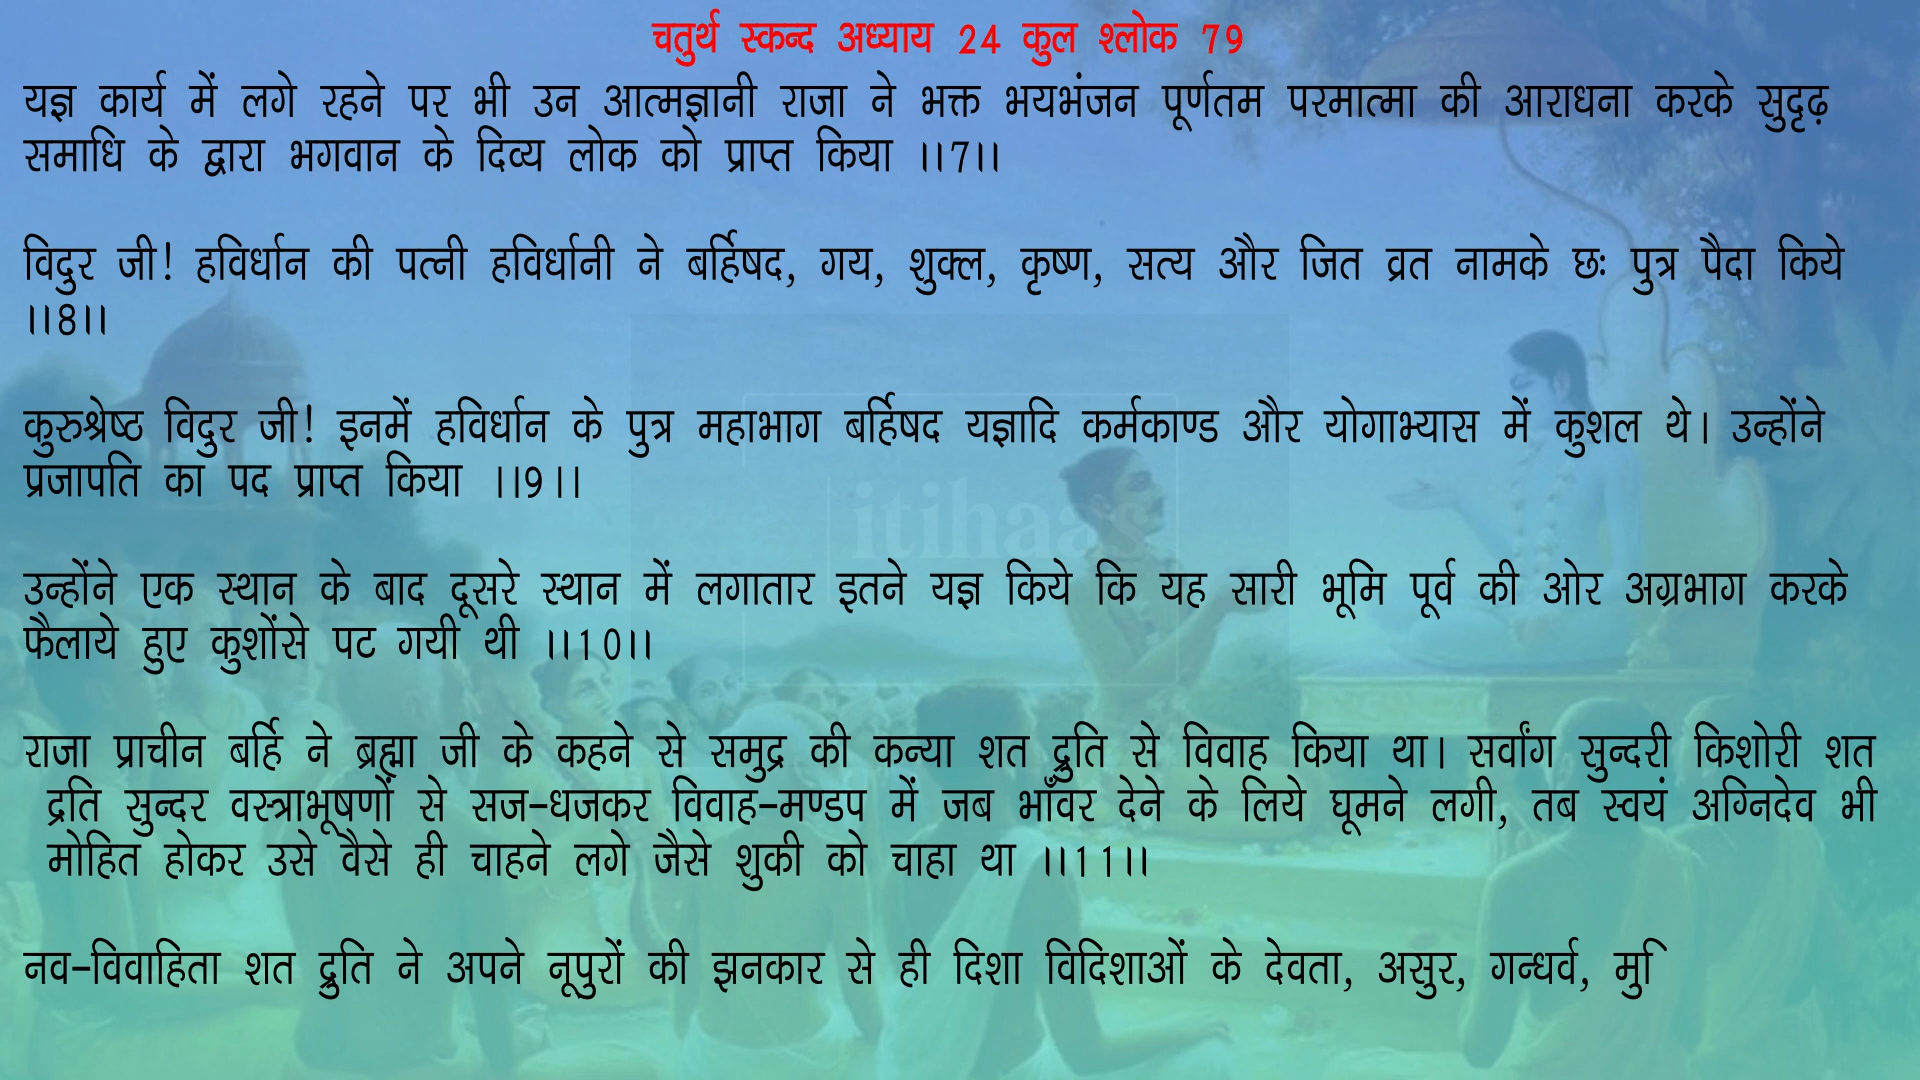 चतुर्थ स्कन्द अध्याय 24 कुल श्लोक 79
यज्ञ कार्य में लगे रहने पर भी उन आत्मज्ञानी राजा ने भक्त भयभंजन पूर्णतम परमात्मा की आराधना करके सुदृढ़
समाधि के द्वारा भगवान के दिव्य लोक को प्राप्त किया ।।7।।
विदुर जी! हविर्धान की पत्नी हविर्धानी ने बर्हिषद, गय, शुक्ल, कृष्ण, सत्य और जित व्रत नामके छः पुत्र पैदा किये
।।8।।
कुरुश्रेष्ठ विदुर जी! इनमें हविर्धान के पुत्र महाभाग बर्हिषद यज्ञादि कर्मकाण्ड और योगाभ्यास में कुशल थे। उन्होंने
प्रजापति का पद प्राप्त किया ।।9।।
उन्होंने एक स्थान के बाद दूसरे स्थान में लगातार इतने यज्ञ किये कि यह सारी भूमि पूर्व की ओर अग्रभाग करके
फैलाये हुए कुशोंसे पट गयी थी ।।10।।
राजा प्राचीन बर्हि ने ब्रह्मा जी के कहने से समुद्र की कन्या शत द्रुति से विवाह किया था। सर्वांग सुन्दरी किशोरी शत
द्रति सुन्दर वस्त्राभूषणों से सज-धजकर विवाह-मण्डप में जब भाँवर देने के लिये घूमने लगी, तब स्वयं अग्निदेव भी
मोहित होकर उसे वैसे ही चाहने लगे जैसे शुकी को चाहा था ।।11।।
नव-विवाहिता शत द्रुति ने अपने नूपुरों की झनकार से ही दिशा विदिशाओं के देवता, असुर, गन्धर्व, मुि
itihaas